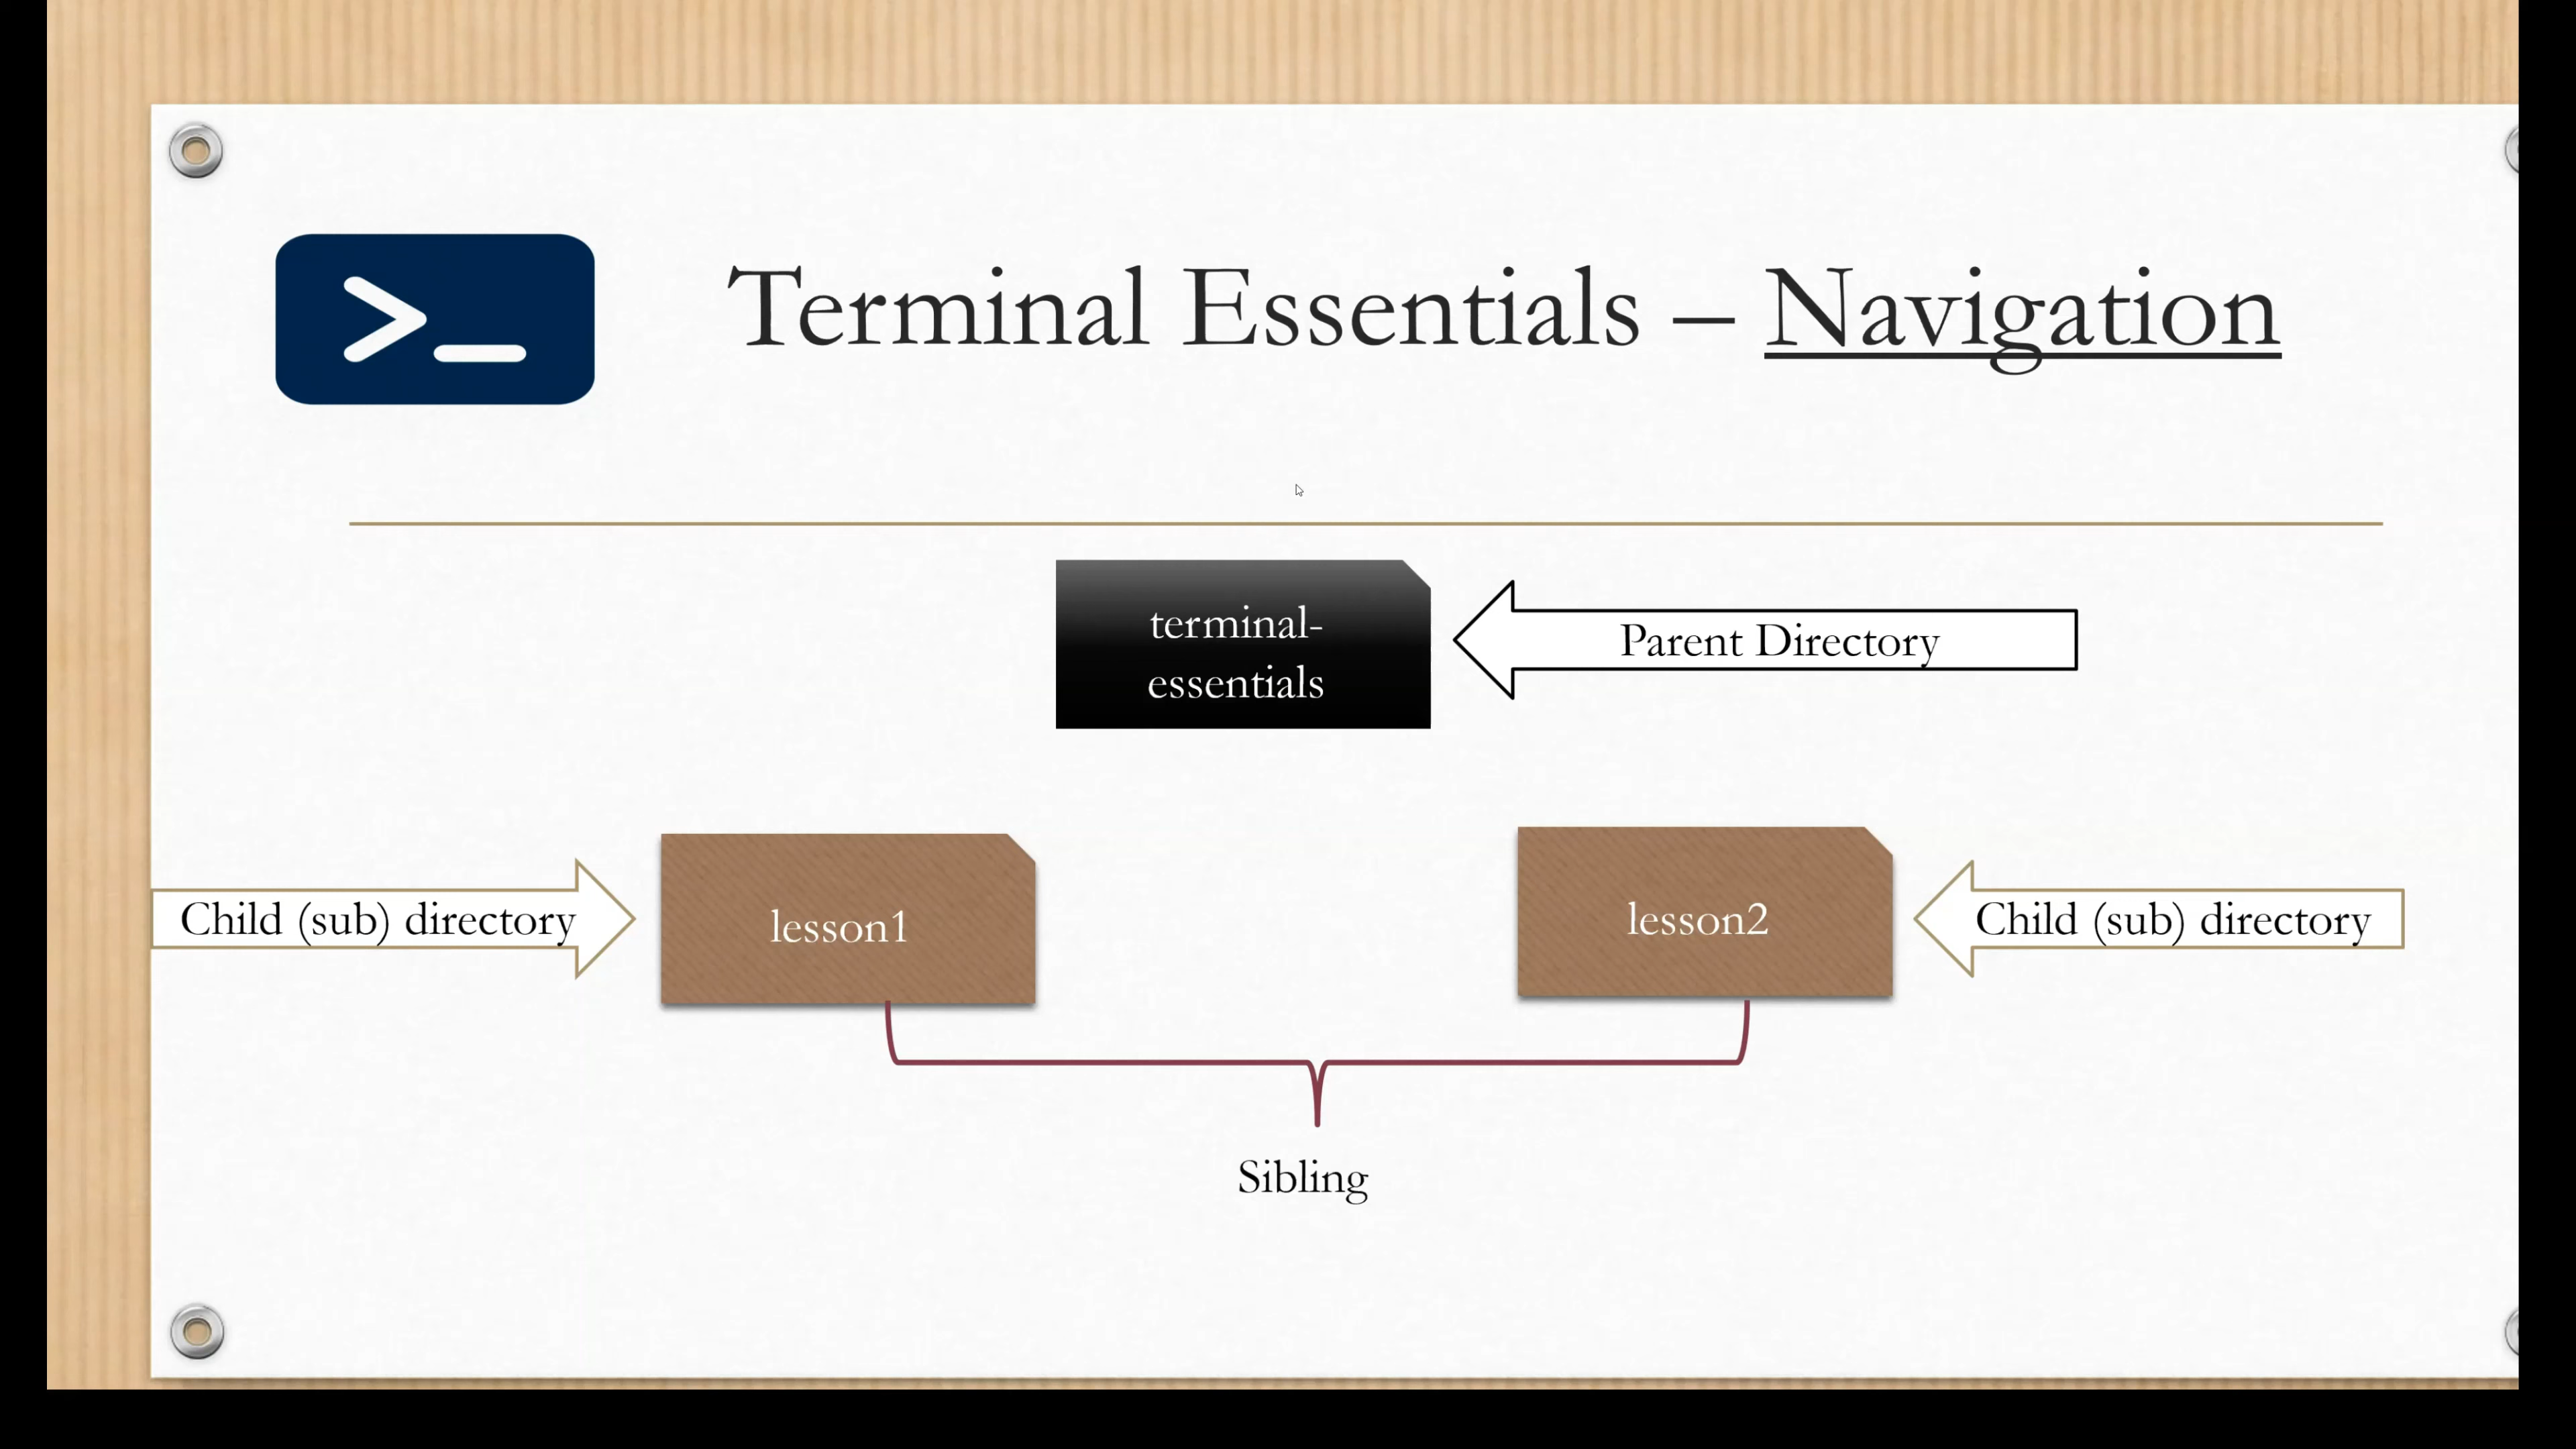 >_
Terminal Essentials – Navigation
terminal-
essentials
Parent Directory
Child (sub) directory
lesson1
lesson2
Child (sub) directory
Sibling